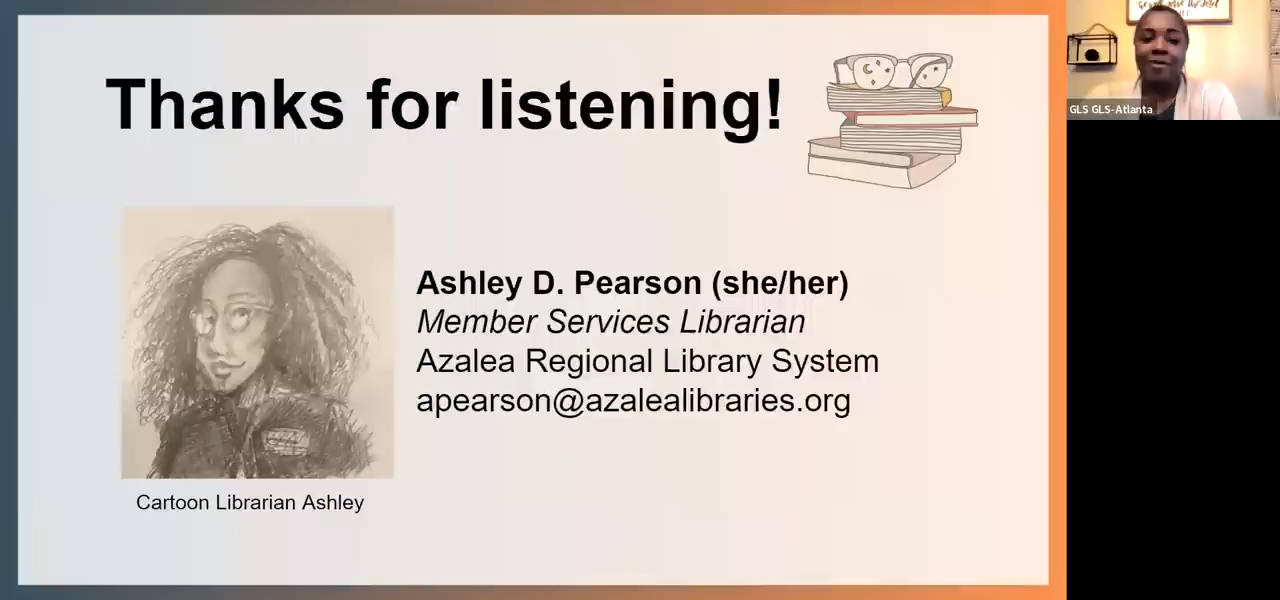 Thanks for listening!
Ashley D. Pearson (she/her)
Member Services Librarian
Azalea Regional Library System
apearson@azalealibraries.org
Cartoon Librarian Ashley
GLS GLS-Atlanta